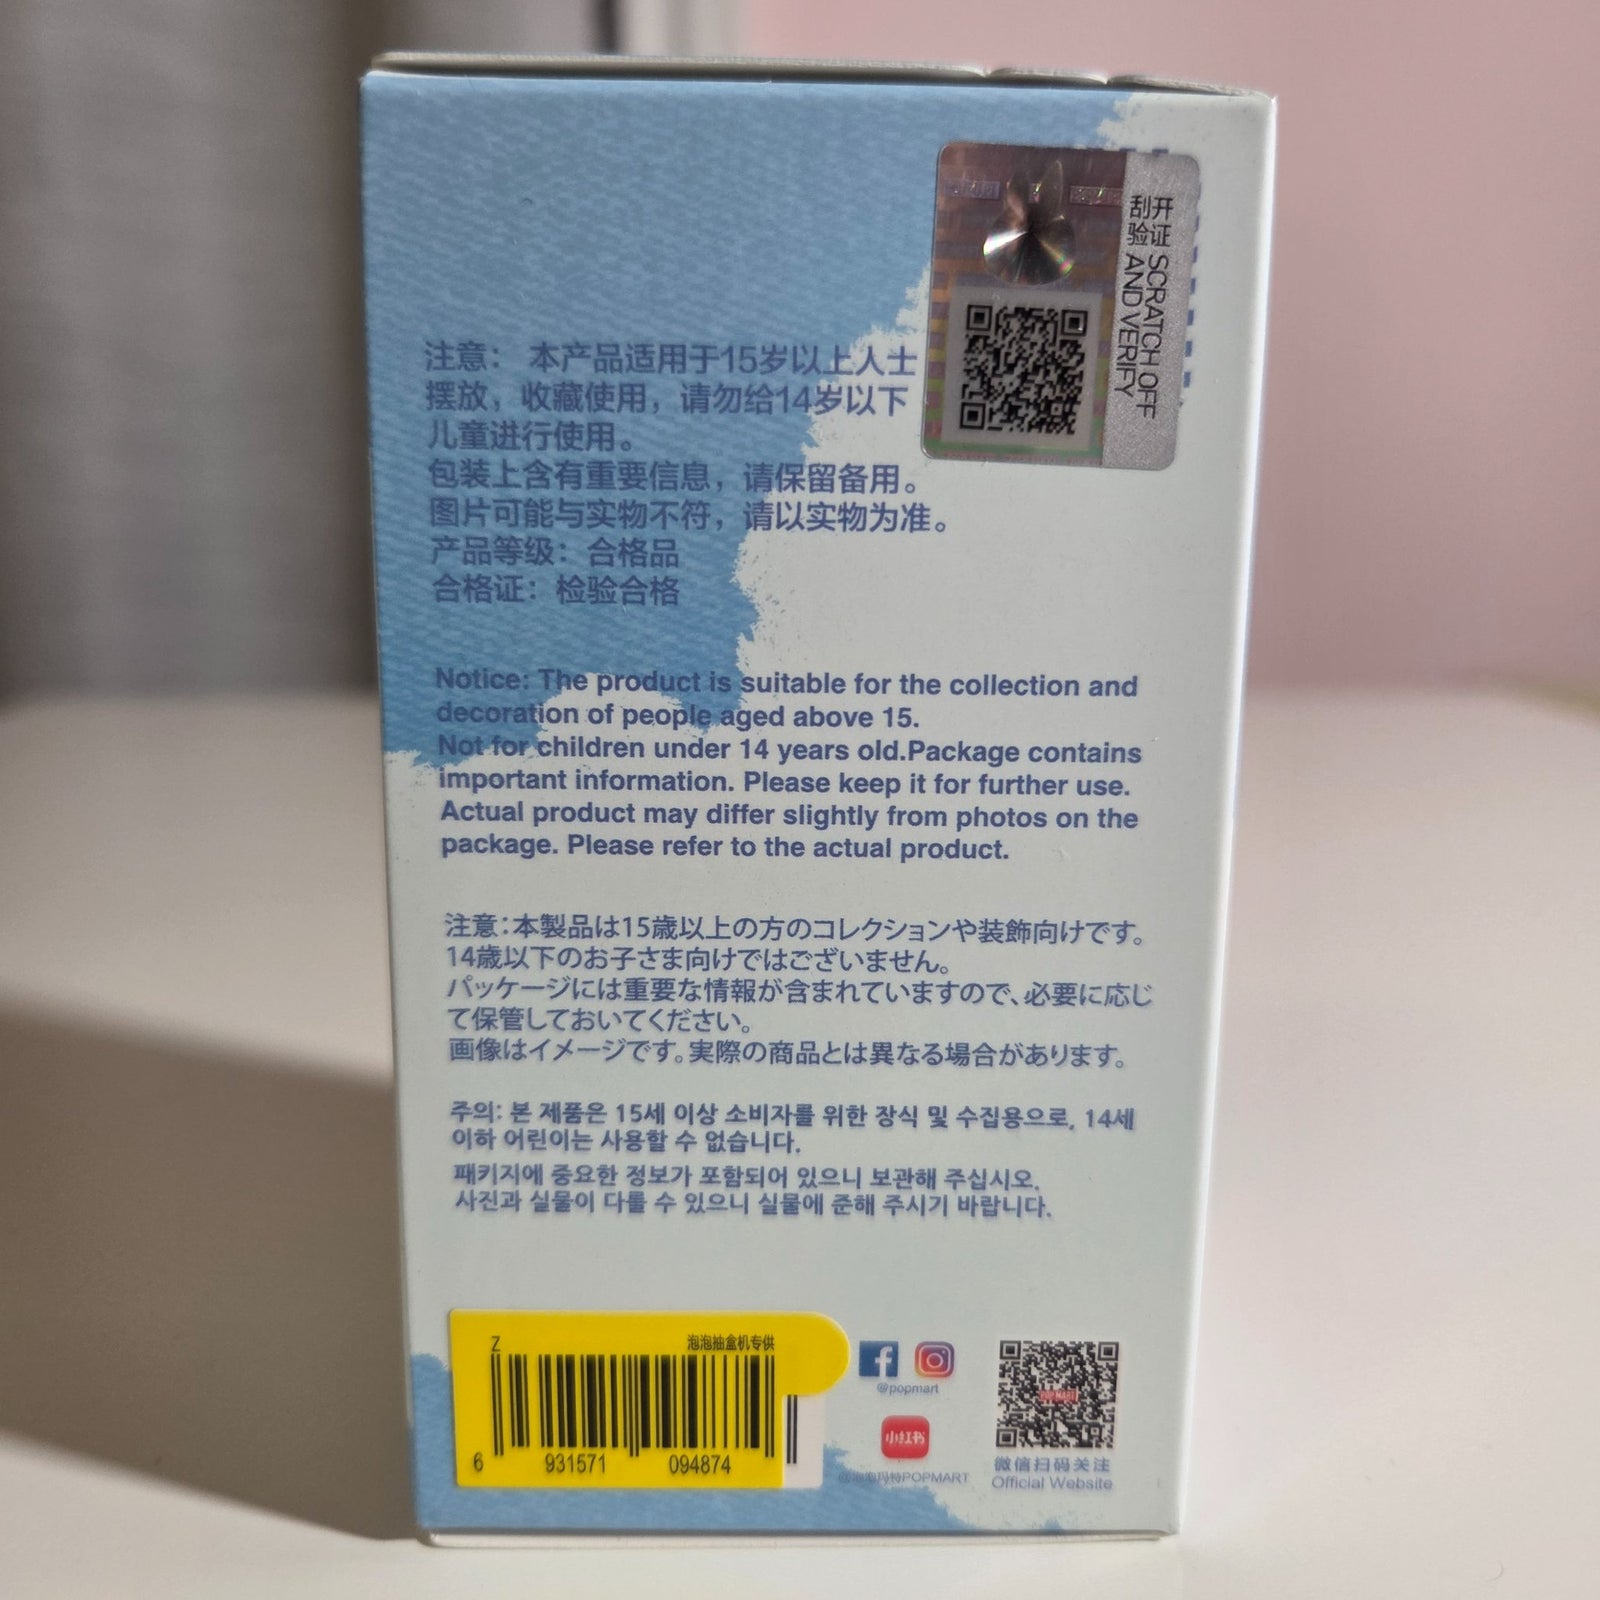 刮开
验证
SCRATCH OFF
AND VERIFY
注意：本产品适用于15岁以上人士
摆放，收藏使用，请勿给14岁以下
儿童进行使用。
包装上含有重要信息，请保留备用。
图片可能与实物不符，请以实物为准。
产品等级：合格品
合格证：检验合格
Notice: The product is suitable for the collection and
decoration of people aged above 15.
Not for children under 14 years old.Package contains
important information. Please keep it for further use.
Actual product may differ slightly from photos on the
package. Please refer to the actual product.
注意：本製品は15歳以上の方のコレクションや装飾向けです。
14歳以下のお子さま向けではございません。
パッケージには重要な情報が含まれていますので、必要に応じ
て保管しておいてください。
画像はイメージです。実際の商品とは異なる場合があります。
주의: 본 제품은 15세 이상 소비자를 위한 장식 및 수집용으로, 14세
이하 어린이는 사용할 수 없습니다.
패키지에 중요한 정보가 포함되어 있으니 보관해 주십시오.
사진과 실물이 다를 수 있으니 실물에 준해 주시기 바랍니다.
Z 泡泡抽盒机专供
6 931571 094874
@popmart
小红书
@泡泡玛特POPMART
POP MART
微信扫码关注
Official Website